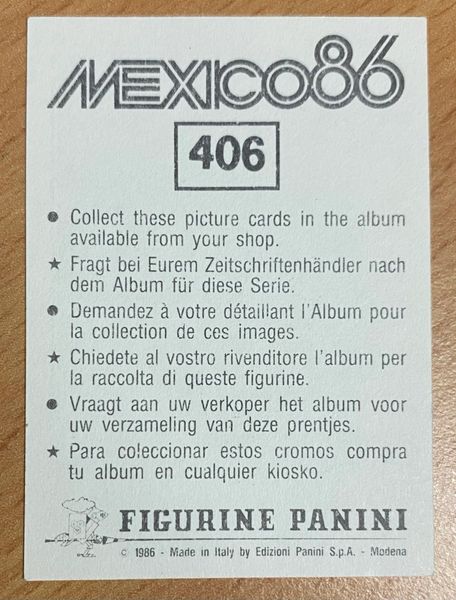 MEXICO86
406
● Collect these picture cards in the album
available from your shop.
★ Fragt bei Eurem Zeitschriftenhändler nach
dem Album für diese Serie.
● Demandez à votre détaillant l'Album pour
la collection de ces images.
★ Chiedete al vostro rivenditore l'album per
la raccolta di queste figurine.
● Vraagt aan uw verkoper het album voor
uw verzameling van deze prentjes.
★ Para coleccionar estos cromos compra
tu album en cualquier kiosko.
FIGURINE PANINI
© 1986 - Made in Italy by Edizioni Panini S.p.A. - Modena